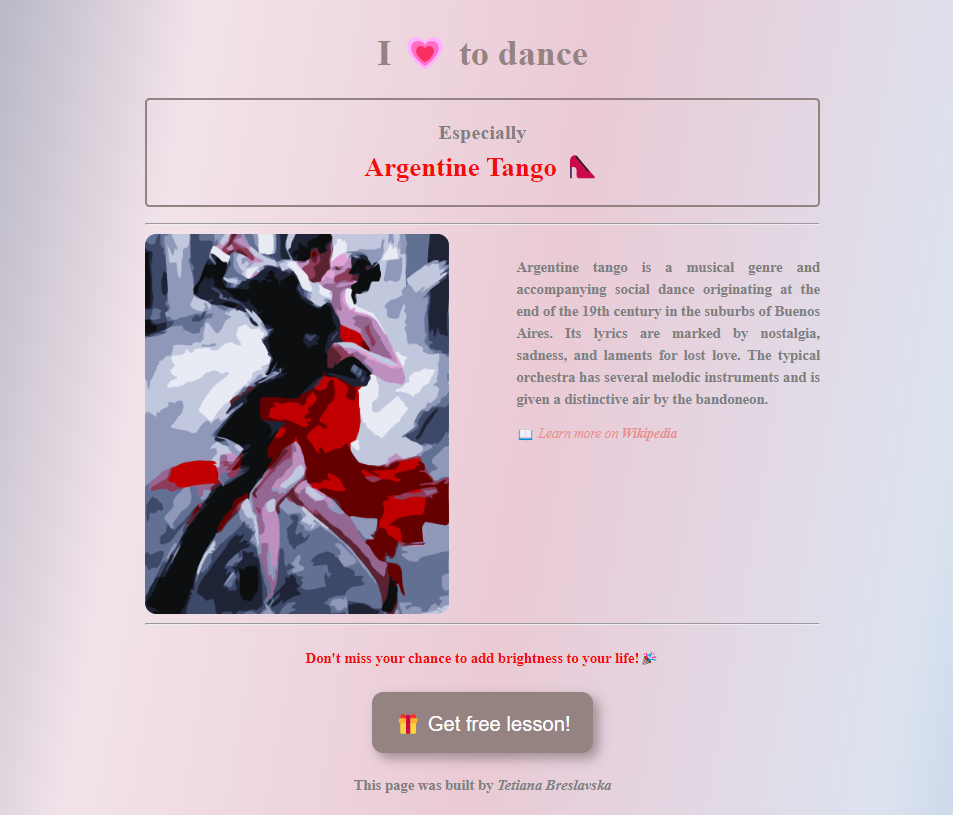 I 💗 to dance
Especially
Argentine Tango 👠
Argentine tango is a musical genre and
accompanying social dance originating at the
end of the 19th century in the suburbs of Buenos
Aires. Its lyrics are marked by nostalgia,
sadness, and laments for lost love. The typical
orchestra has several melodic instruments and is
given a distinctive air by the bandoneon.
📖 Learn more on Wikipedia
Don't miss your chance to add brightness to your life!🎉
🎁 Get free lesson!
This page was built by Tetiana Breslavska